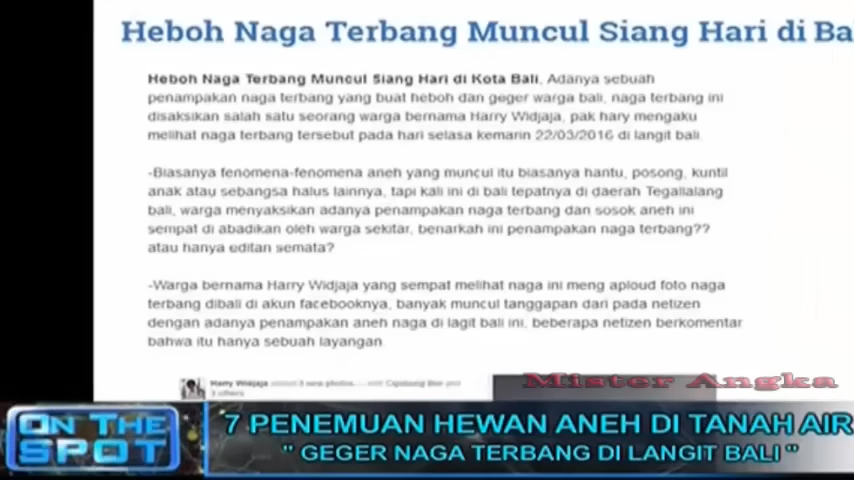 Heboh Naga Terbang Muncul Siang Hari di Ba
Heboh Naga Terbang Muncul Siang Hari di Kota Bali, Adanya sebuah
penampakan naga terbang yang buat heboh dan geger warga bali, naga terbang ini
disaksikan salah satu seorang warga bernama Harry Widjaja, pak hary mengaku
melihat naga terbang tersebut pada hari selasa kemarin 22/03/2016 di langit bali.
-Biasanya fenomena-fenomena aneh yang muncul itu biasanya hantu, posong, kuntil
anak atau sebangsa halus lainnya, tapi kali ini di bali tepatnya di daerah Tegallalang
bali, warga menyaksikan adanya penampakan naga terbang dan sosok aneh ini
sempat di abadikan oleh warga sekitar, benarkah ini penampakan naga terbang??
atau hanya editan semata?
-Warga bernama Harry Widjaja yang sempat melihat naga ini meng aploud foto naga
terbang dibali di akun facebooknya, banyak muncul tanggapan dari pada netizen
dengan adanya penampakan aneh naga di lagit bali ini, beberapa netizen berkomentar
bahwa itu hanya sebuah layangan.
Harry Widjaja 3 new photos. with
3 others
Mister Angka
ON THE SPOT
7 PENEMUAN HEWAN ANEH DI TANAH AIR
" GEGER NAGA TERBANG DI LANGIT BALI "